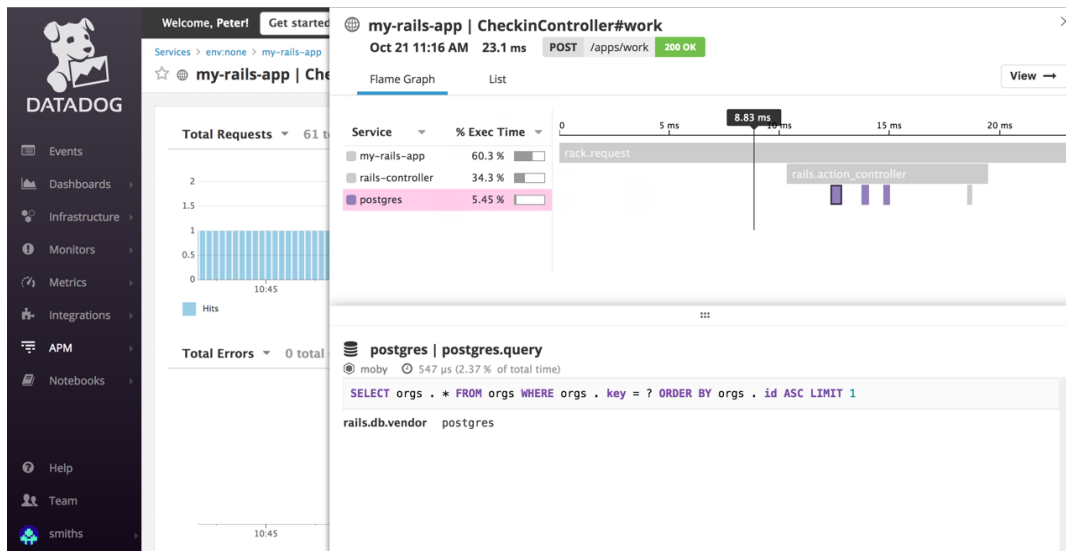 DATADOG
Events
Dashboards
Infrastructure
Monitors
Metrics
Integrations
APM
Notebooks
Help
Team
smiths
Welcome, Peter! Get started
Services > env:none > my-rails-app
my-rails-app | Che
Total Requests 61 t
2
1.5
1
0.5
0
10:45
Hits
Total Errors 0 total
10:45
my-rails-app | CheckinController#work
Oct 21 11:16 AM 23.1 ms POST /apps/work 200 OK
Flame Graph List View →
8.83 ms
Service % Exec Time 0 5 ms 10 ms 15 ms 20 ms
my-rails-app 60.3 % rack.request
rails-controller 34.3 % rails.action_controller
postgres 5.45 %
postgres | postgres.query
moby 547 μs (2.37 % of total time)
SELECT orgs . * FROM orgs WHERE orgs . key = ? ORDER BY orgs . id ASC LIMIT 1
rails.db.vendor postgres